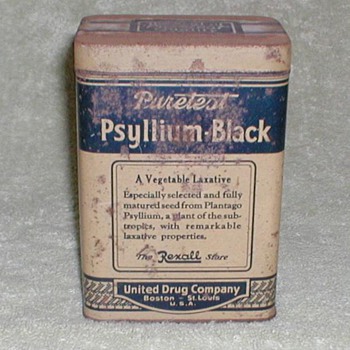 Puretest
Psyllium-Black
A Vegetable Laxative
Especially selected and fully
matured seed from Plantago
Psyllium, a plant of the sub-
tropics, with remarkable
laxative properties.
The Rexall Store
United Drug Company
Boston - St. Louis
U.S.A.